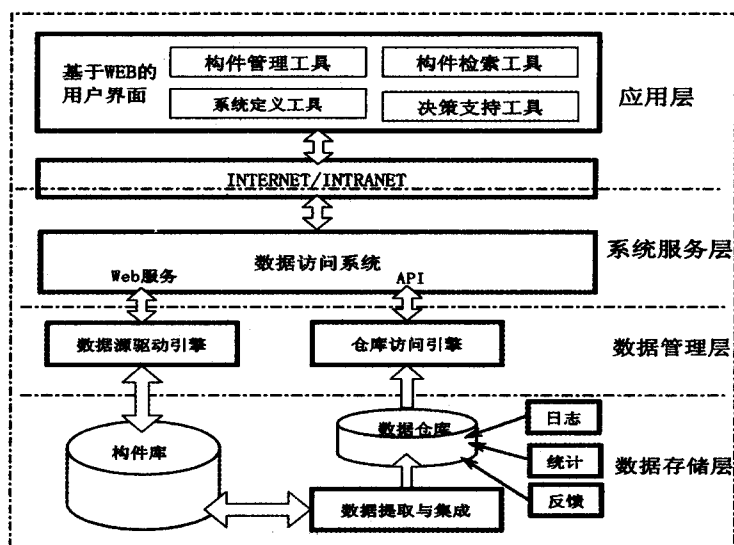 基于WEB的
用户界面
构件管理工具
构件检索工具
系统定义工具
决策支持工具
应用层
INTERNET/INTRANET
数据访问系统
系统服务层
Web服务
API
数据源驱动引擎
仓库访问引擎
数据管理层
构件库
数据仓库
日志
统计
反馈
数据存储层
数据提取与集成